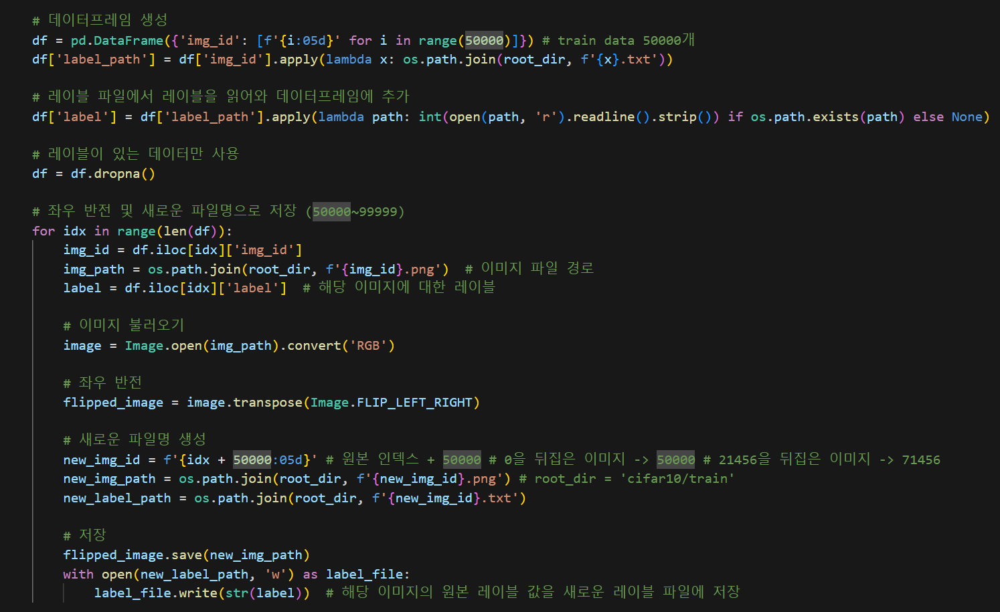 # 데이터프레임 생성
df = pd.DataFrame({'img_id': [f'{i:05d}' for i in range(50000)]}) # train data 50000개
df['label_path'] = df['img_id'].apply(lambda x: os.path.join(root_dir, f'{x}.txt'))
# 레이블 파일에서 레이블을 읽어와 데이터프레임에 추가
df['label'] = df['label_path'].apply(lambda path: int(open(path, 'r').readline().strip()) if os.path.exists(path) else None)
# 레이블이 있는 데이터만 사용
df = df.dropna()
# 좌우 반전 및 새로운 파일명으로 저장 (50000~99999)
for idx in range(len(df)):
    img_id = df.iloc[idx]['img_id']
    img_path = os.path.join(root_dir, f'{img_id}.png')  # 이미지 파일 경로
    label = df.iloc[idx]['label']  # 해당 이미지에 대한 레이블
    # 이미지 불러오기
    image = Image.open(img_path).convert('RGB')
    # 좌우 반전
    flipped_image = image.transpose(Image.FLIP_LEFT_RIGHT)
    # 새로운 파일명 생성
    new_img_id = f'{idx + 50000:05d}' # 원본 인덱스 + 50000 # 0을 뒤집은 이미지 -> 50000 # 21456을 뒤집은 이미지 -> 71456
    new_img_path = os.path.join(root_dir, f'{new_img_id}.png') # root_dir = 'cifar10/train'
    new_label_path = os.path.join(root_dir, f'{new_img_id}.txt')
    # 저장
    flipped_image.save(new_img_path)
    with open(new_label_path, 'w') as label_file:
        label_file.write(str(label))  # 해당 이미지의 원본 레이블 값을 새로운 레이블 파일에 저장